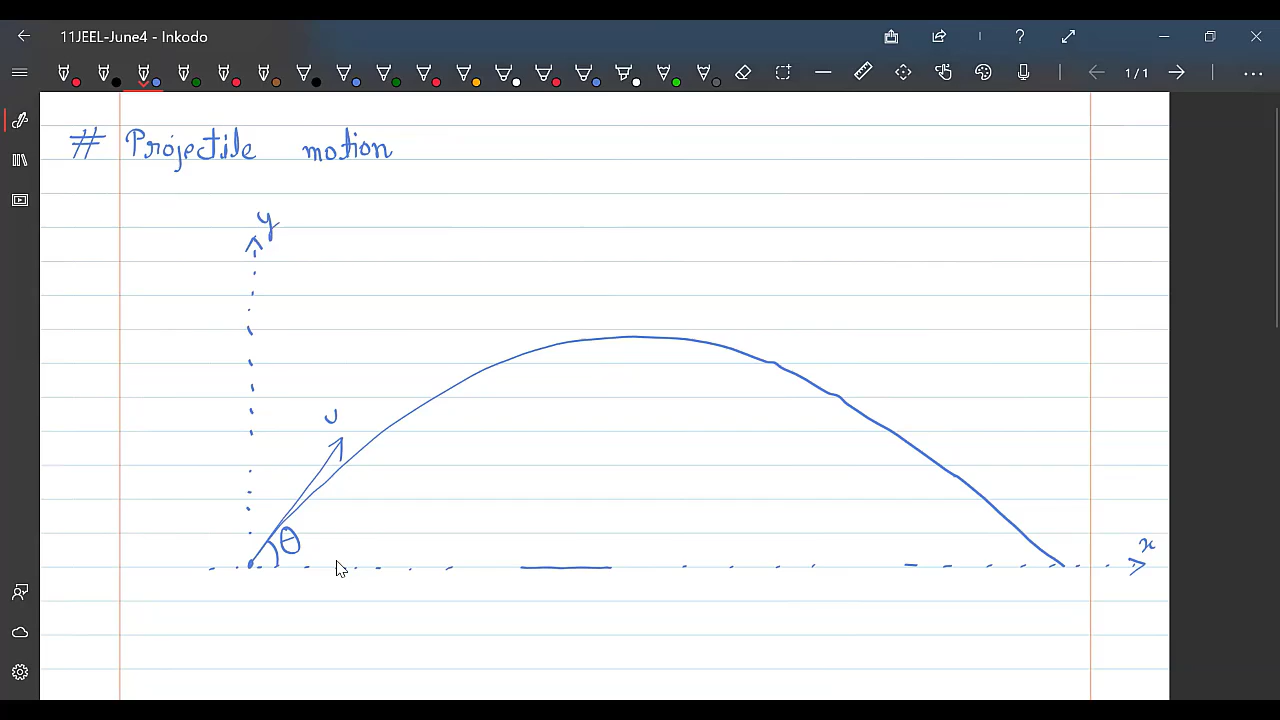 11JEEL-June4 - Inkodo
1/1
# Projectile motion
y
u
θ
x